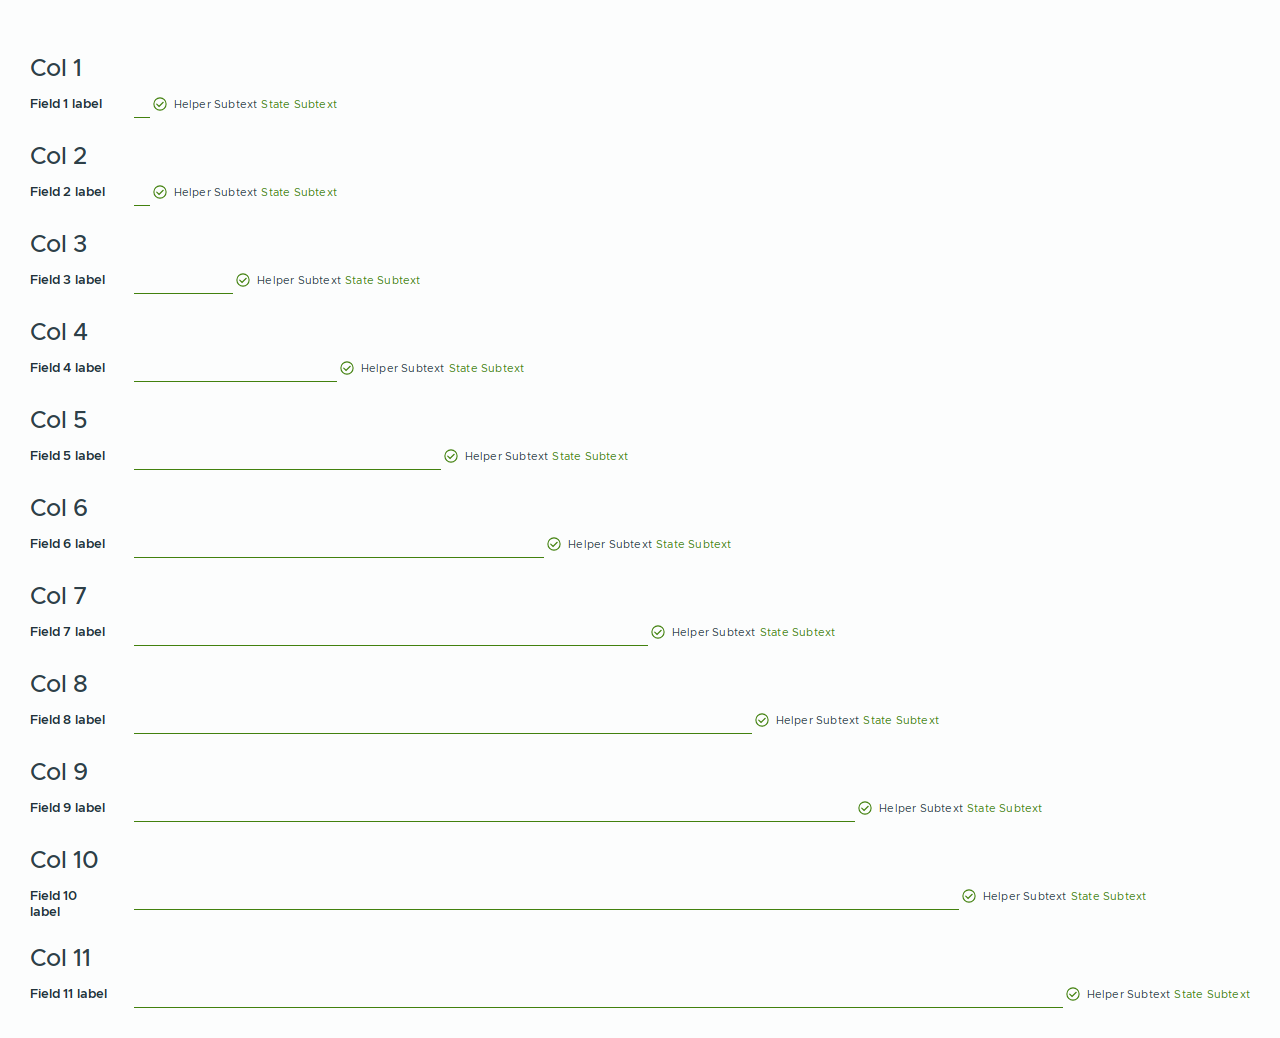 Col 1
Field 1 label Helper Subtext State Subtext
Col 2
Field 2 label Helper Subtext State Subtext
Col 3
Field 3 label Helper Subtext State Subtext
Col 4
Field 4 label Helper Subtext State Subtext
Col 5
Field 5 label Helper Subtext State Subtext
Col 6
Field 6 label Helper Subtext State Subtext
Col 7
Field 7 label Helper Subtext State Subtext
Col 8
Field 8 label Helper Subtext State Subtext
Col 9
Field 9 label Helper Subtext State Subtext
Col 10
Field 10 Helper Subtext State Subtext
label
Col 11
Field 11 label Helper Subtext State Subtext